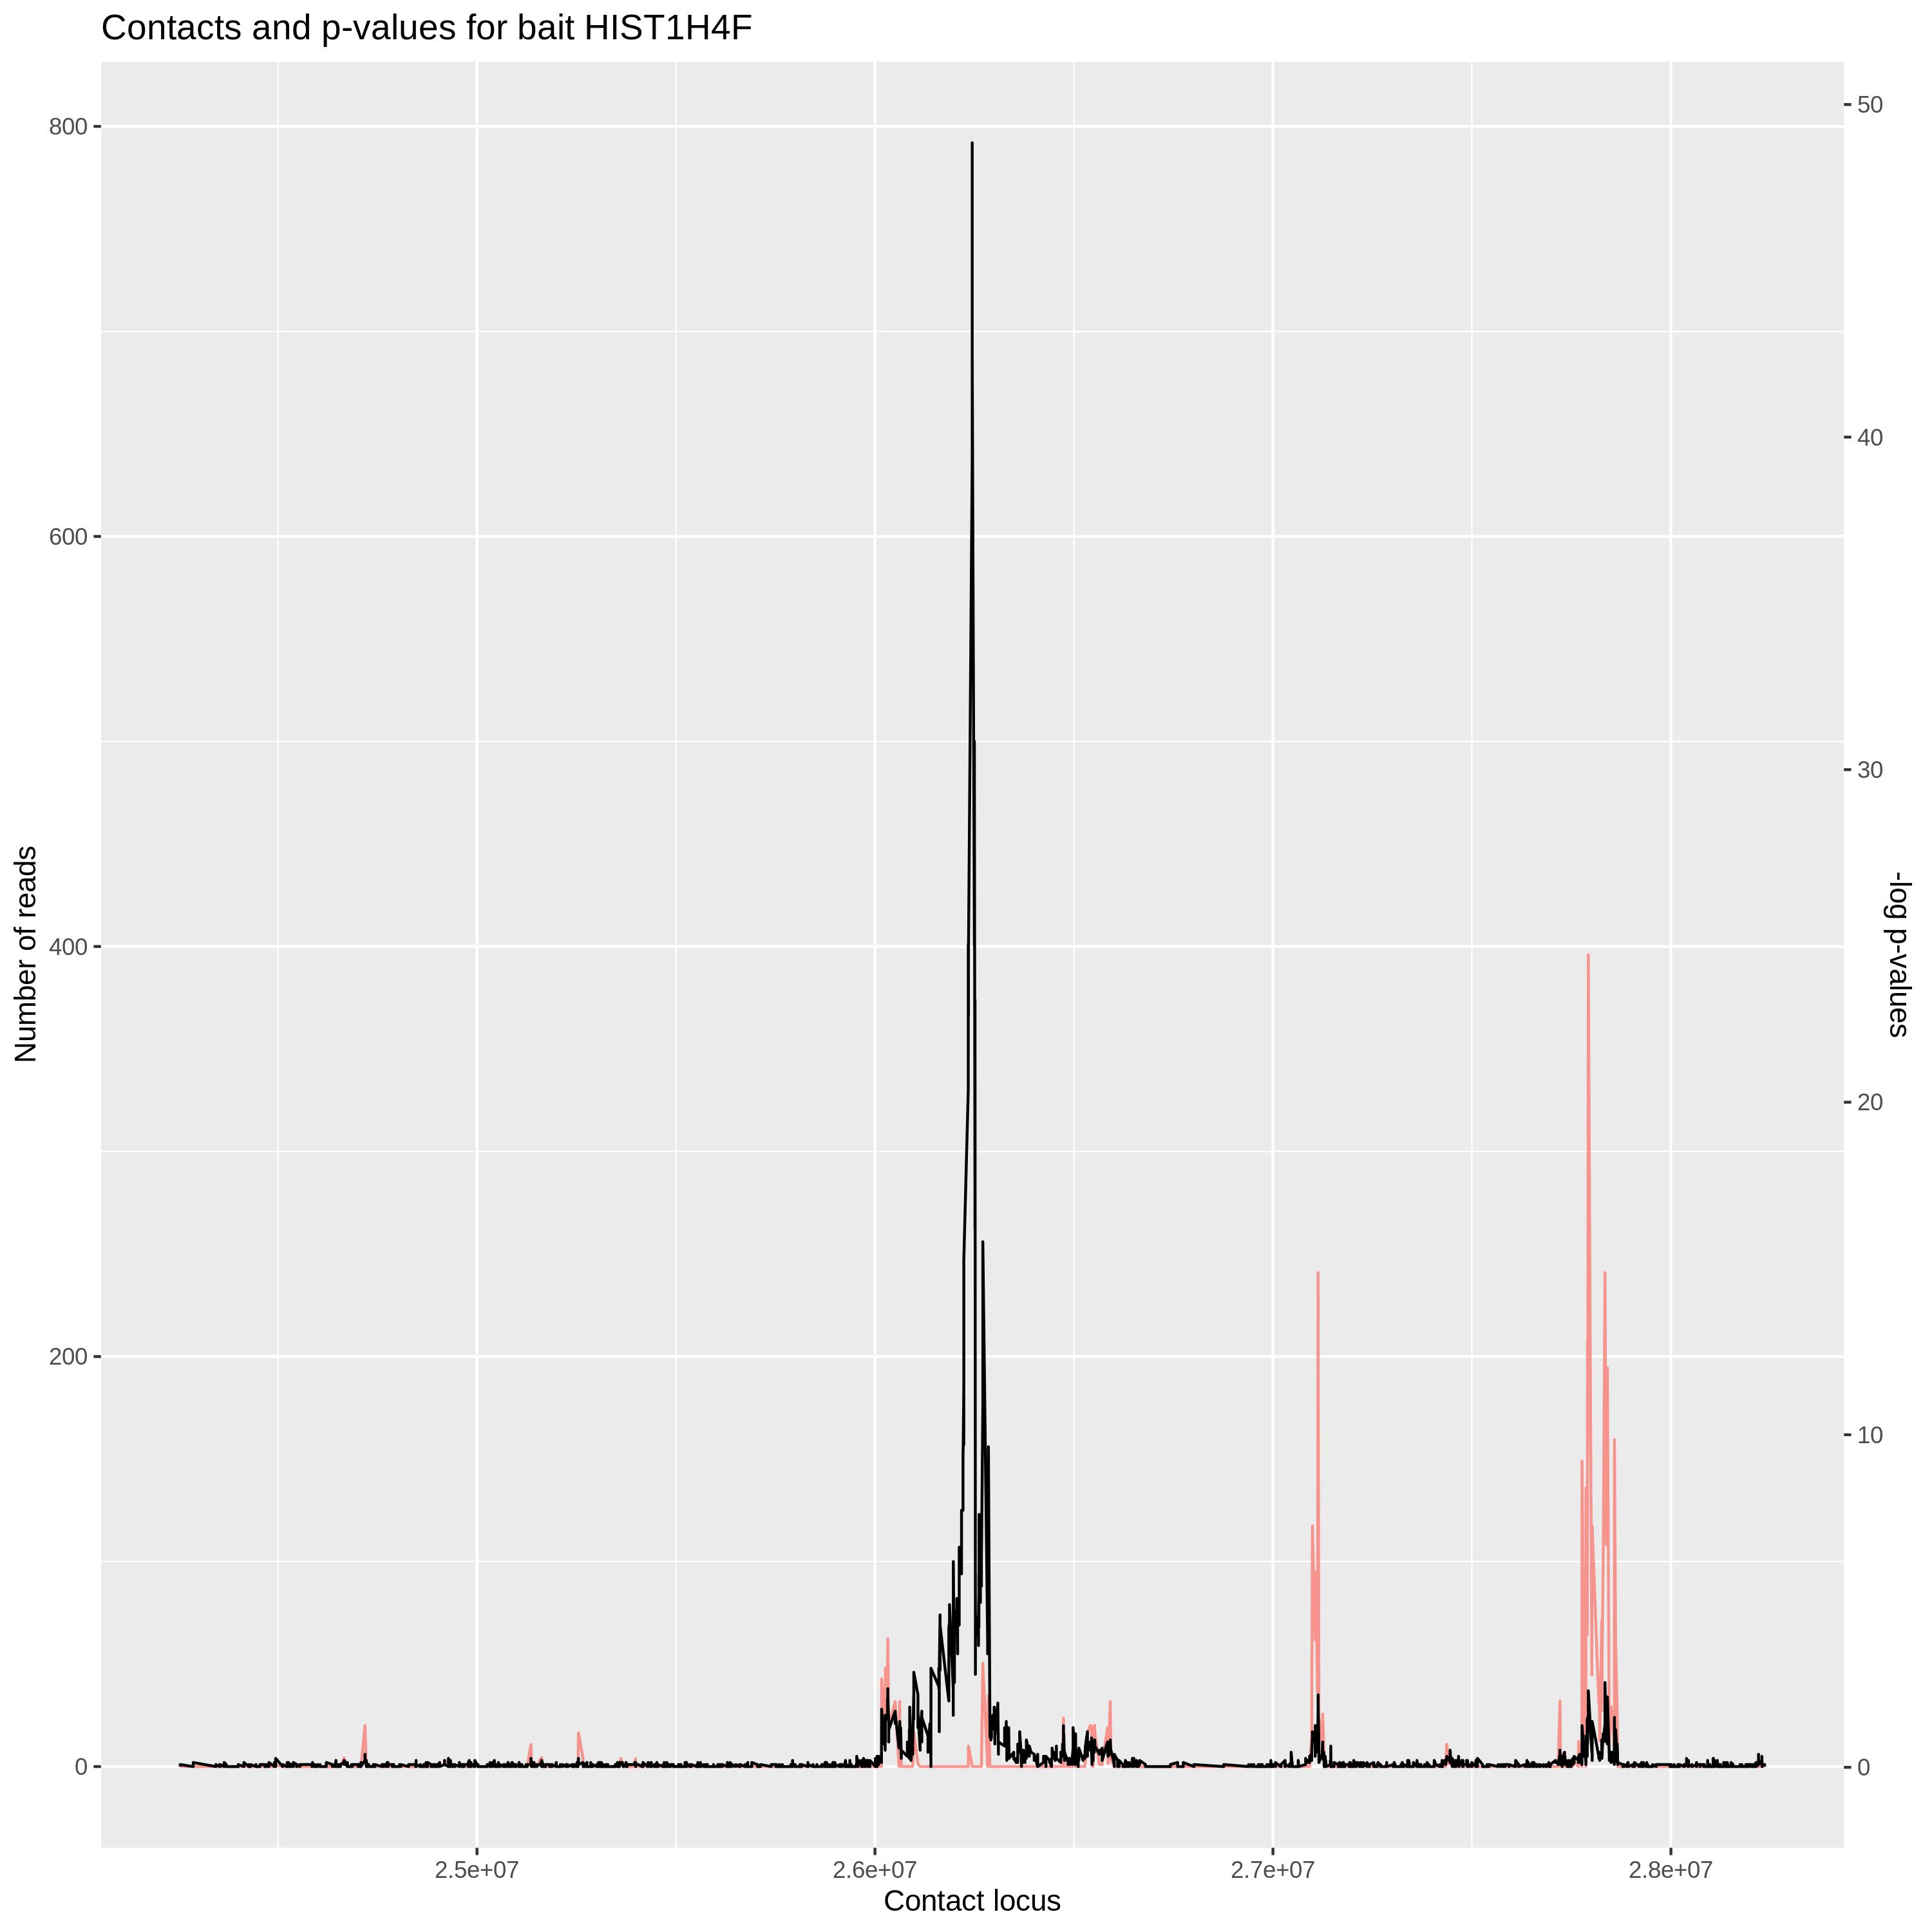 Contacts and p-values for bait HIST1H4F
800
600
400
200
0
Number of reads
50
40
30
20
10
0
-log p-values
2.5e+07
2.6e+07
2.7e+07
2.8e+07
Contact locus